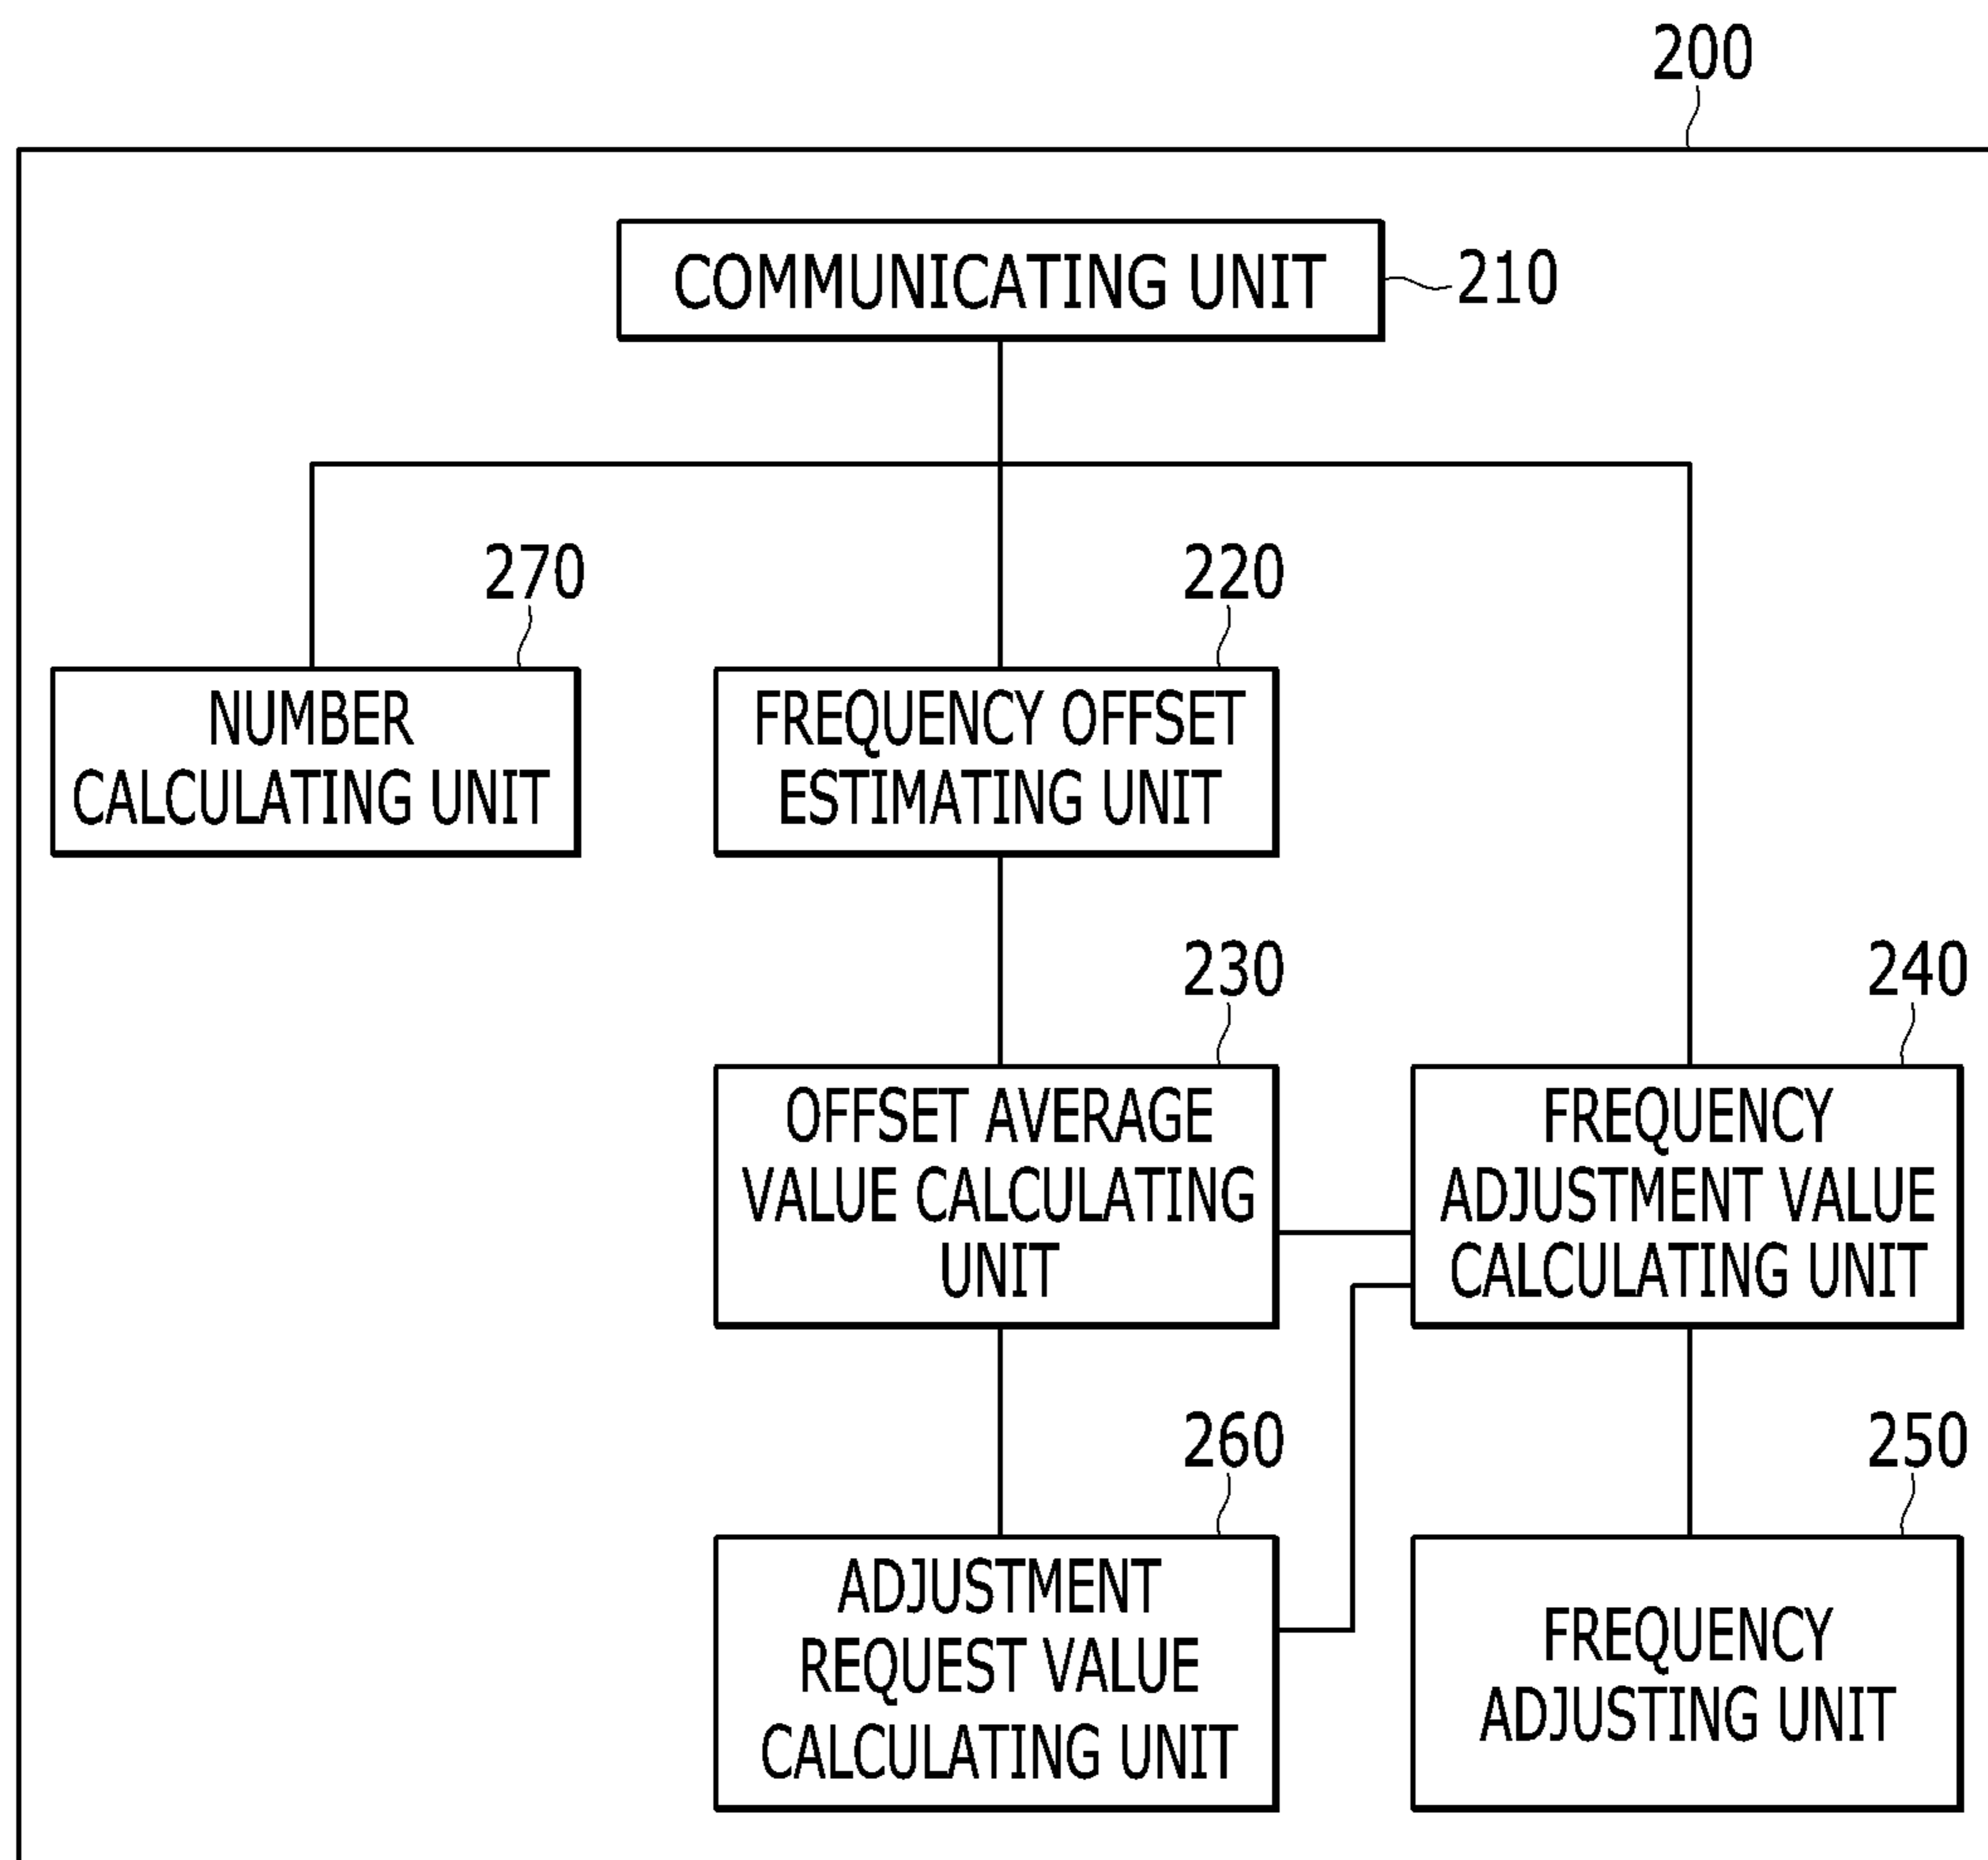 200
COMMUNICATING UNIT
210
270
220
NUMBER
CALCULATING UNIT
FREQUENCY OFFSET
ESTIMATING UNIT
230
240
OFFSET AVERAGE
VALUE CALCULATING
UNIT
FREQUENCY
ADJUSTMENT VALUE
CALCULATING UNIT
260
250
ADJUSTMENT
REQUEST VALUE
CALCULATING UNIT
FREQUENCY
ADJUSTING UNIT